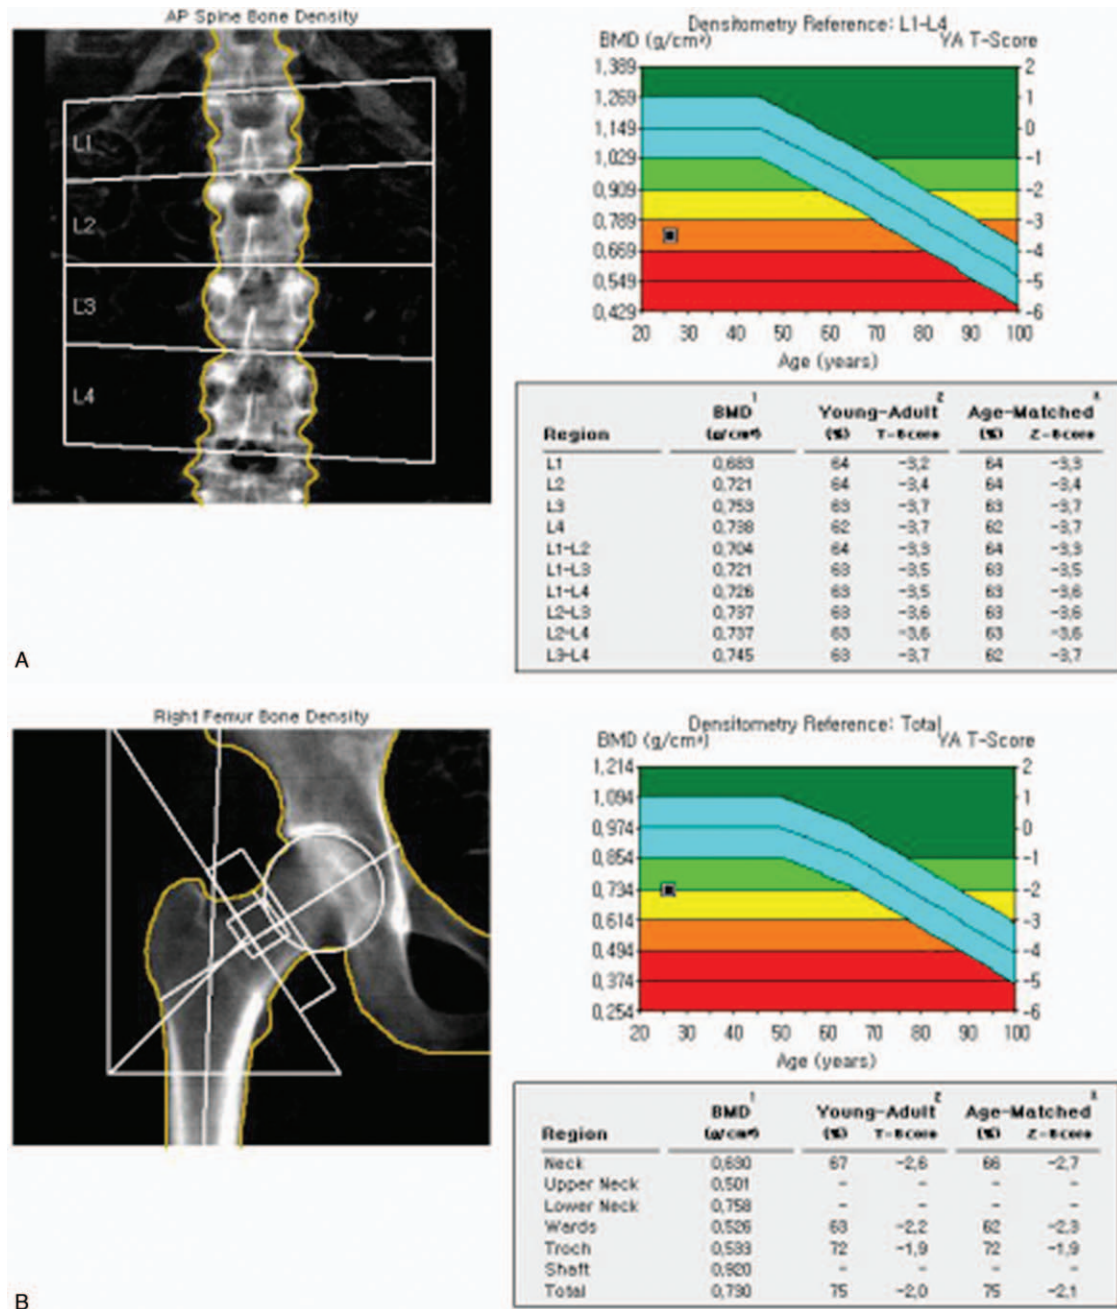 AP Spine Bone Density
L1
L2
L3
L4
A
Densitometry Reference: L1-L4
BMD (g/cm²) YA T-Score
1,389 2
1,269 1
1,149 0
1,029 -1
0,909 -2
0,789 -3
0,669 -4
0,549 -5
0,429 -6
20 30 40 50 60 70 80 90 100
Age (years)
1 2 3
BMD Young-Adult Age-Matched
Region (g/cm²) (%) T-Score (%) Z-Score
L1 0,683 64 -3,2 64 -3,3
L2 0,721 64 -3,4 64 -3,4
L3 0,753 63 -3,7 63 -3,7
L4 0,738 62 -3,7 62 -3,7
L1-L2 0,704 64 -3,3 64 -3,3
L1-L3 0,721 63 -3,5 63 -3,5
L1-L4 0,726 63 -3,5 63 -3,6
L2-L3 0,737 63 -3,6 63 -3,6
L2-L4 0,737 63 -3,6 63 -3,6
L3-L4 0,745 63 -3,7 62 -3,7
Right Femur Bone Density
B
Densitometry Reference: Total
BMD (g/cm²) YA T-Score
1,214 2
1,094 1
0,974 0
0,854 -1
0,734 -2
0,614 -3
0,494 -4
0,374 -5
0,254 -6
20 30 40 50 60 70 80 90 100
Age (years)
1 2 3
BMD Young-Adult Age-Matched
Region (g/cm²) (%) T-Score (%) Z-Score
Neck 0,630 67 -2,6 66 -2,7
Upper Neck 0,501 - - - -
Lower Neck 0,758 - - - -
Wards 0,526 63 -2,2 62 -2,3
Troch 0,533 72 -1,9 72 -1,9
Shaft 0,920 - - - -
Total 0,730 75 -2,0 75 -2,1